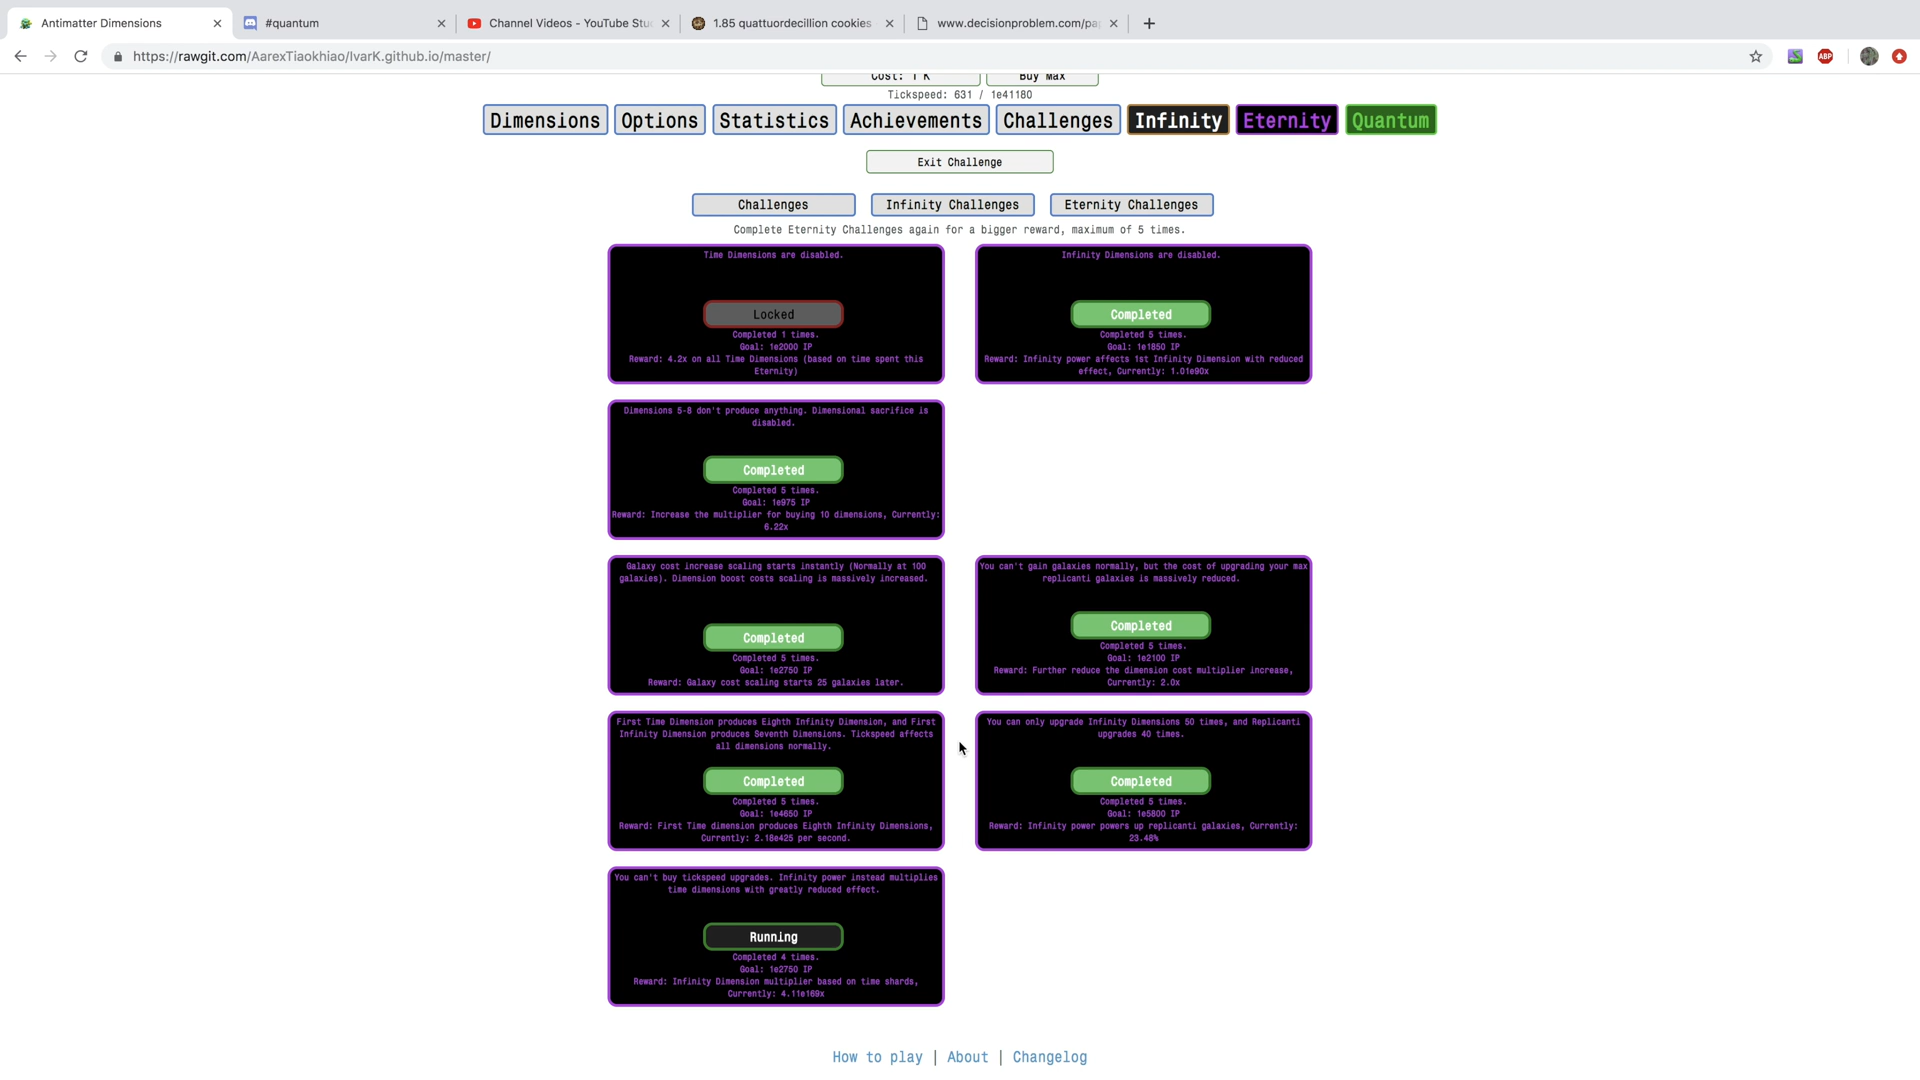 Antimatter Dimensions
#quantum
Channel Videos - YouTube Stu
1.85 quattuordecillion cookies
www.decisionproblem.com/pa
https://rawgit.com/AarexTiaokhiao/IvarK.github.io/master/
ABP
Cost: 1 K
Buy Max
Tickspeed: 631 / 1e41180
Dimensions
Options
Statistics
Achievements
Challenges
Infinity
Eternity
Quantum
Exit Challenge
Challenges
Infinity Challenges
Eternity Challenges
Complete Eternity Challenges again for a bigger reward, maximum of 5 times.
Time Dimensions are disabled.
Locked
Completed 1 times.
Goal: 1e2000 IP
Reward: 4.2x on all Time Dimensions (based on time spent this
Eternity)
Infinity Dimensions are disabled.
Completed
Completed 5 times.
Goal: 1e1850 IP
Reward: Infinity power affects 1st Infinity Dimension with reduced
effect, Currently: 1.01e90x
Dimensions 5-8 don't produce anything. Dimensional sacrifice is
disabled.
Completed
Completed 5 times.
Goal: 1e975 IP
Reward: Increase the multiplier for buying 10 dimensions, Currently:
6.22x
Galaxy cost increase scaling starts instantly (Normally at 100
galaxies). Dimension boost costs scaling is massively increased.
Completed
Completed 5 times.
Goal: 1e2750 IP
Reward: Galaxy cost scaling starts 25 galaxies later.
You can't gain galaxies normally, but the cost of upgrading your max
replicanti galaxies is massively reduced.
Completed
Completed 5 times.
Goal: 1e2100 IP
Reward: Further reduce the dimension cost multiplier increase,
Currently: 2.0x
First Time Dimension produces Eighth Infinity Dimension, and First
Infinity Dimension produces Seventh Dimensions. Tickspeed affects
all dimensions normally.
Completed
Completed 5 times.
Goal: 1e4650 IP
Reward: First Time dimension produces Eighth Infinity Dimensions,
Currently: 2.18e425 per second.
You can only upgrade Infinity Dimensions 50 times, and Replicanti
upgrades 40 times.
Completed
Completed 5 times.
Goal: 1e5800 IP
Reward: Infinity power powers up replicanti galaxies, Currently:
23.48%
You can't buy tickspeed upgrades. Infinity power instead multiplies
time dimensions with greatly reduced effect.
Running
Completed 4 times.
Goal: 1e2750 IP
Reward: Infinity Dimension multiplier based on time shards,
Currently: 4.11e169x
How to play | About | Changelog